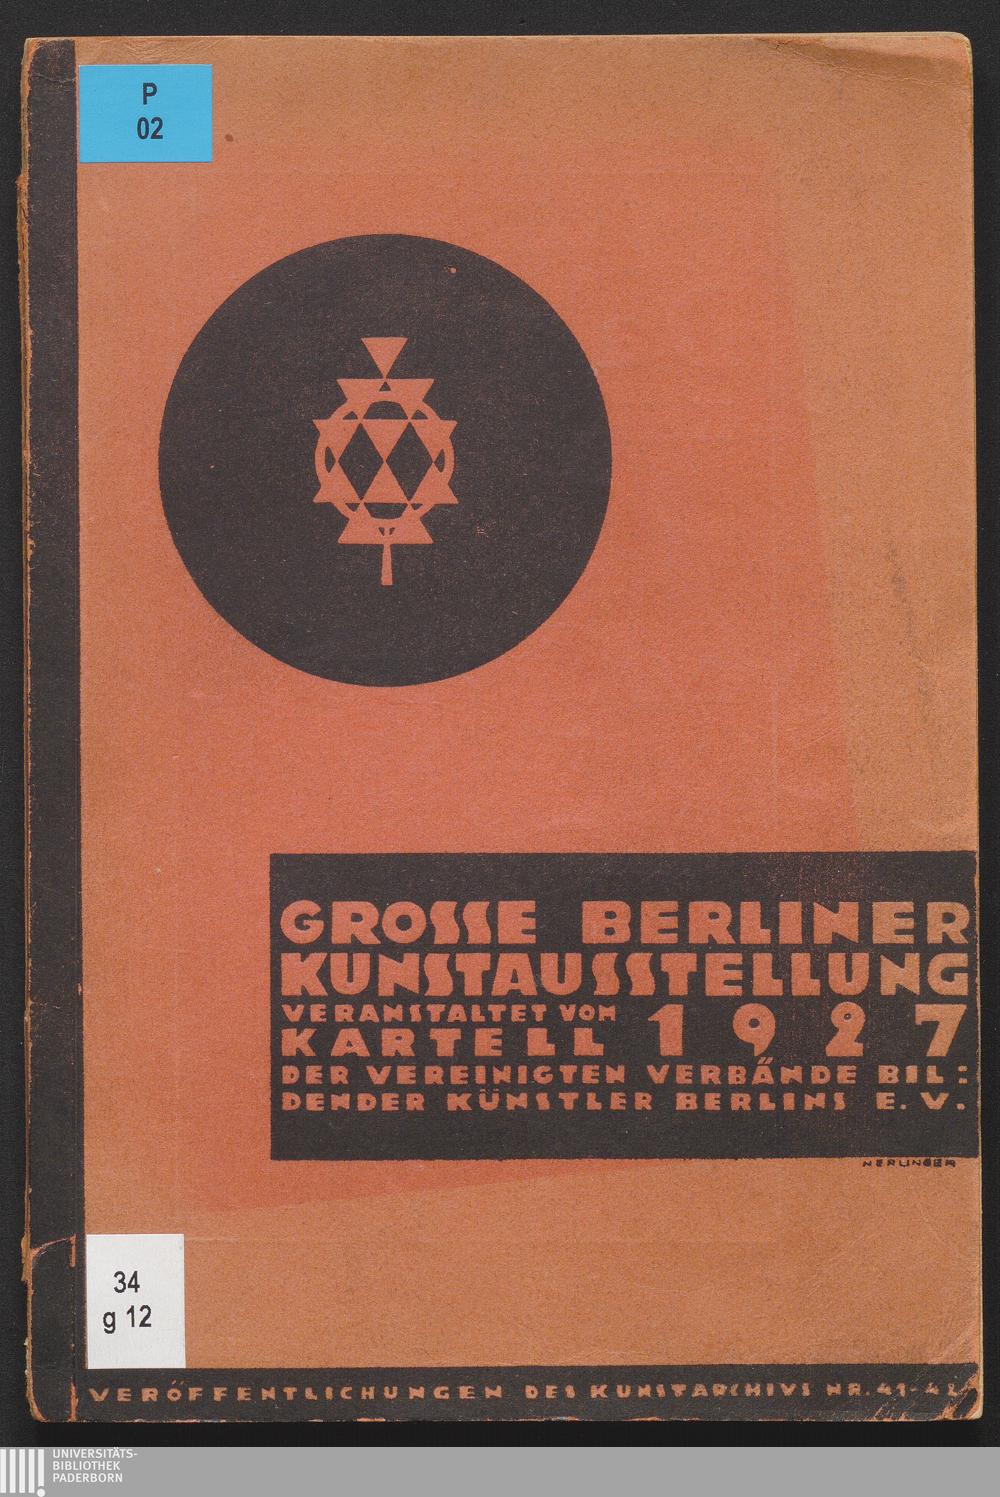 P
02
GROSSE BERLINER
KUNSTAUSSTELLUNG
VERANSTALTET VOM
KARTELL 1927
DER VEREINIGTEN VERBÄNDE BIL:
DENDER KÜNSTLER BERLINS E. V.
NERLINGER
34
g 12
VERÖFFENTLICHUNGEN DES KUNSTARCHIVS NR. 41-42
UNIVERSITÄTS-
BIBLIOTHEK
PADERBORN